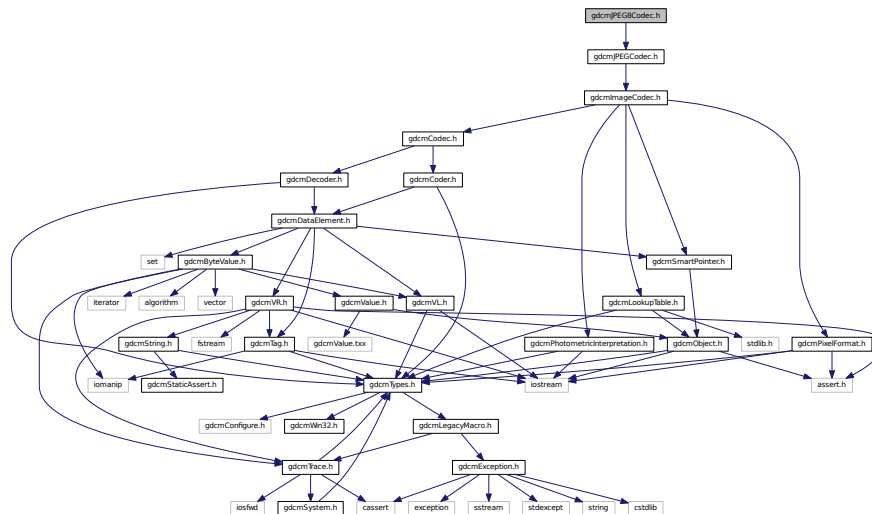 gdcmJPEG8Codec.h
gdcmJPEGCodec.h
gdcmImageCodec.h
gdcmCodec.h
gdcmDecoder.h
gdcmCoder.h
gdcmDataElement.h
set
gdcmByteValue.h
gdcmSmartPointer.h
iterator
algorithm
vector
gdcmVR.h
gdcmValue.h
gdcmVL.h
gdcmLookupTable.h
gdcmString.h
fstream
gdcmTag.h
gdcmValue.txx
gdcmPhotometricInterpretation.h
gdcmObject.h
stdlib.h
gdcmPixelFormat.h
iomanip
gdcmStaticAssert.h
gdcmTypes.h
iostream
assert.h
gdcmConfigure.h
gdcmWin32.h
gdcmLegacyMacro.h
gdcmTrace.h
gdcmException.h
iosfwd
gdcmSystem.h
cassert
exception
sstream
stdexcept
string
cstdlib